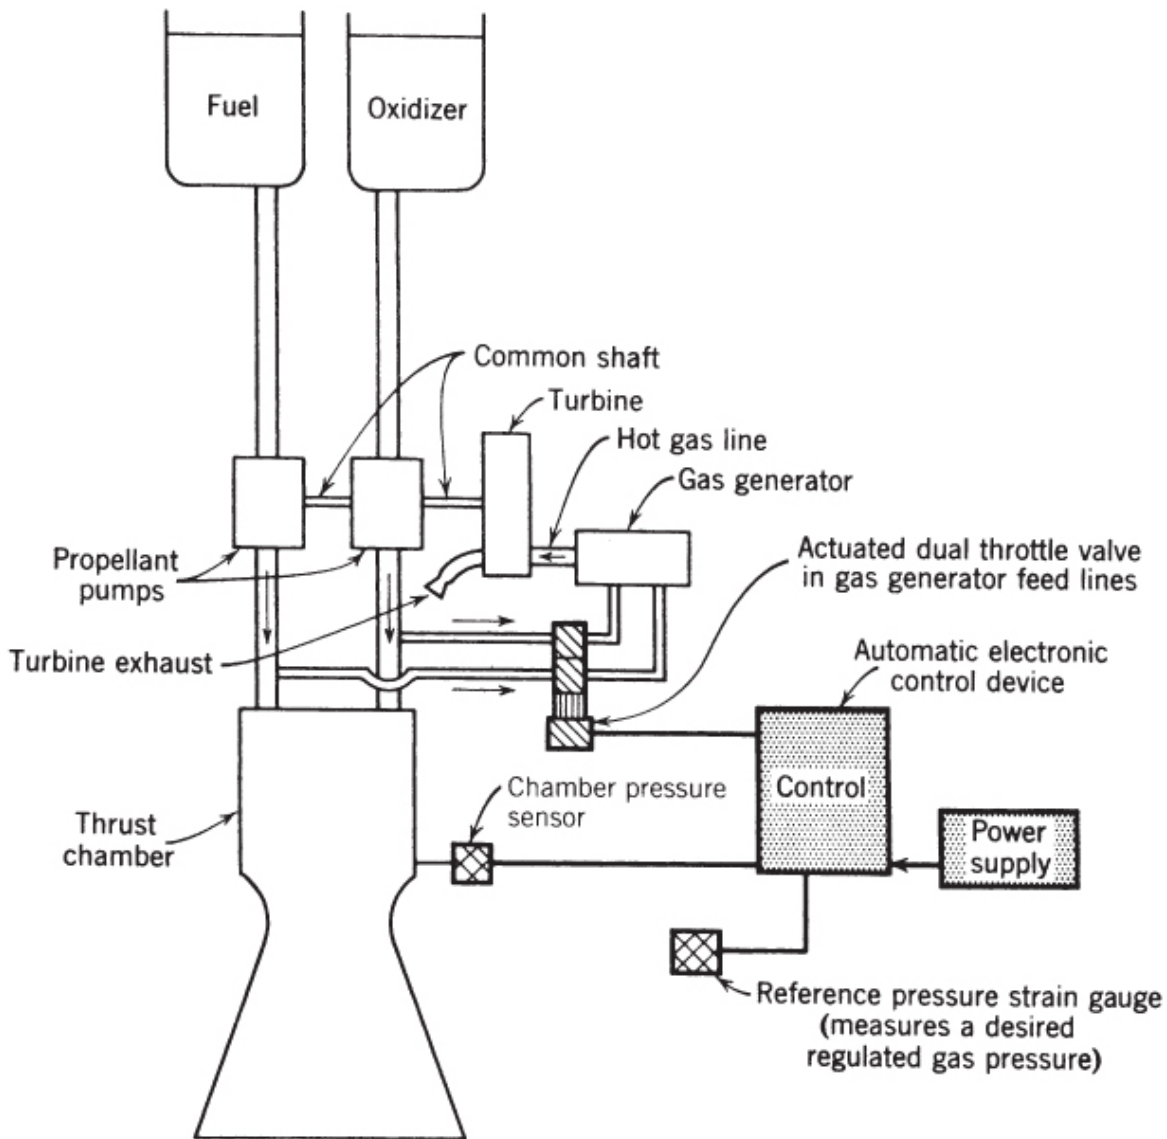 Fuel
Oxidizer
Common shaft
Turbine
Hot gas line
Gas generator
Propellant
pumps
Actuated dual throttle valve
in gas generator feed lines
Turbine exhaust
Automatic electronic
control device
Chamber pressure
sensor
Control
Thrust
chamber
Power
supply
Reference pressure strain gauge
(measures a desired
regulated gas pressure)